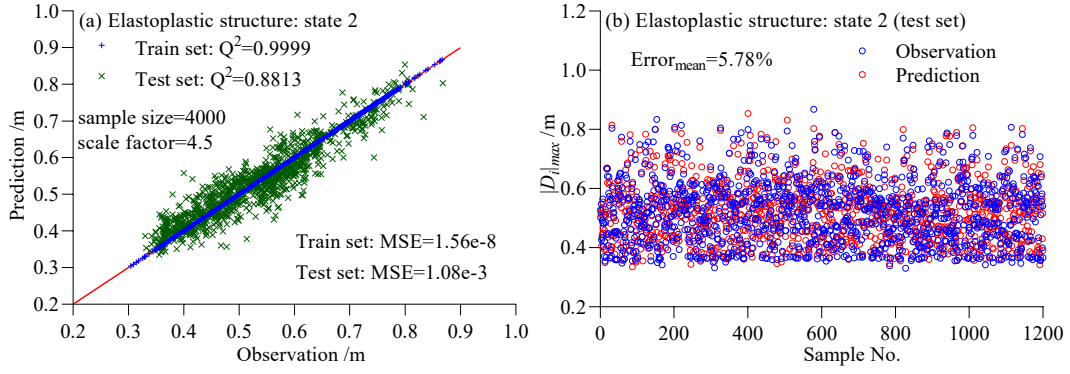 (a) Elastoplastic structure: state 2
+ Train set: Q²=0.9999
× Test set: Q²=0.8813
sample size=4000
scale factor=4.5
Train set: MSE=1.56e-8
Test set: MSE=1.08e-3
Prediction /m
1.0
0.9
0.8
0.7
0.6
0.5
0.4
0.3
0.2
0.2 0.3 0.4 0.5 0.6 0.7 0.8 0.9 1.0
Observation /m
(b) Elastoplastic structure: state 2 (test set)
Error_mean=5.78%
Observation
Prediction
|D_i|_max / m
1.2
1.0
0.8
0.6
0.4
0.2
0 200 400 600 800 1000 1200
Sample No.